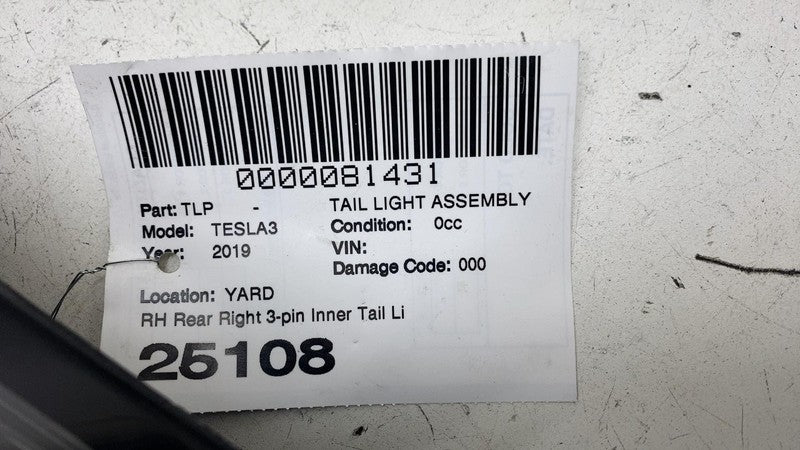 0000081431
Part: TLP - TAIL LIGHT ASSEMBLY
Model: TESLA3 Condition: 0cc
Year: 2019 VIN:
Damage Code: 000
Location: YARD
RH Rear Right 3-pin Inner Tail Li
25108